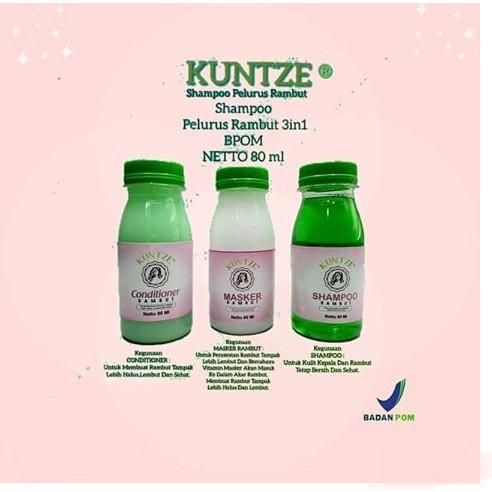 KUNTZE ®
Shampoo Pelurus Rambut
Shampoo
Pelurus Rambut 3in1
BPOM
NETTO 80 ml
KUNTZE
Conditioner
RAMBUT
Netto 80 Ml
KUNTZE
MASKER
RAMBUT
Netto 80 Ml
KUNTZE
SHAMPOO
RAMBUT
Netto 80 Ml
Kegunaan
CONDITIONER :
Untuk Membuat Rambut Tampak
Lebih Halus,Lembut Dan Sehat.
Kegunaan
MASKER RAMBUT :
Untuk Perawatan Rambut Tampak
Lebih Lembut Dan Bercahaya
Vitamin Masker Akan Masuk
Ke Dalam Akar Rambut.
Membuat Rambut Tampak
Lebih Halus Dan Lembut.
Kegunaan
SHAMPOO :
Untuk Kulit Kepala Dan Rambut
Tetap Bersih Dan Sehat.
BADAN POM